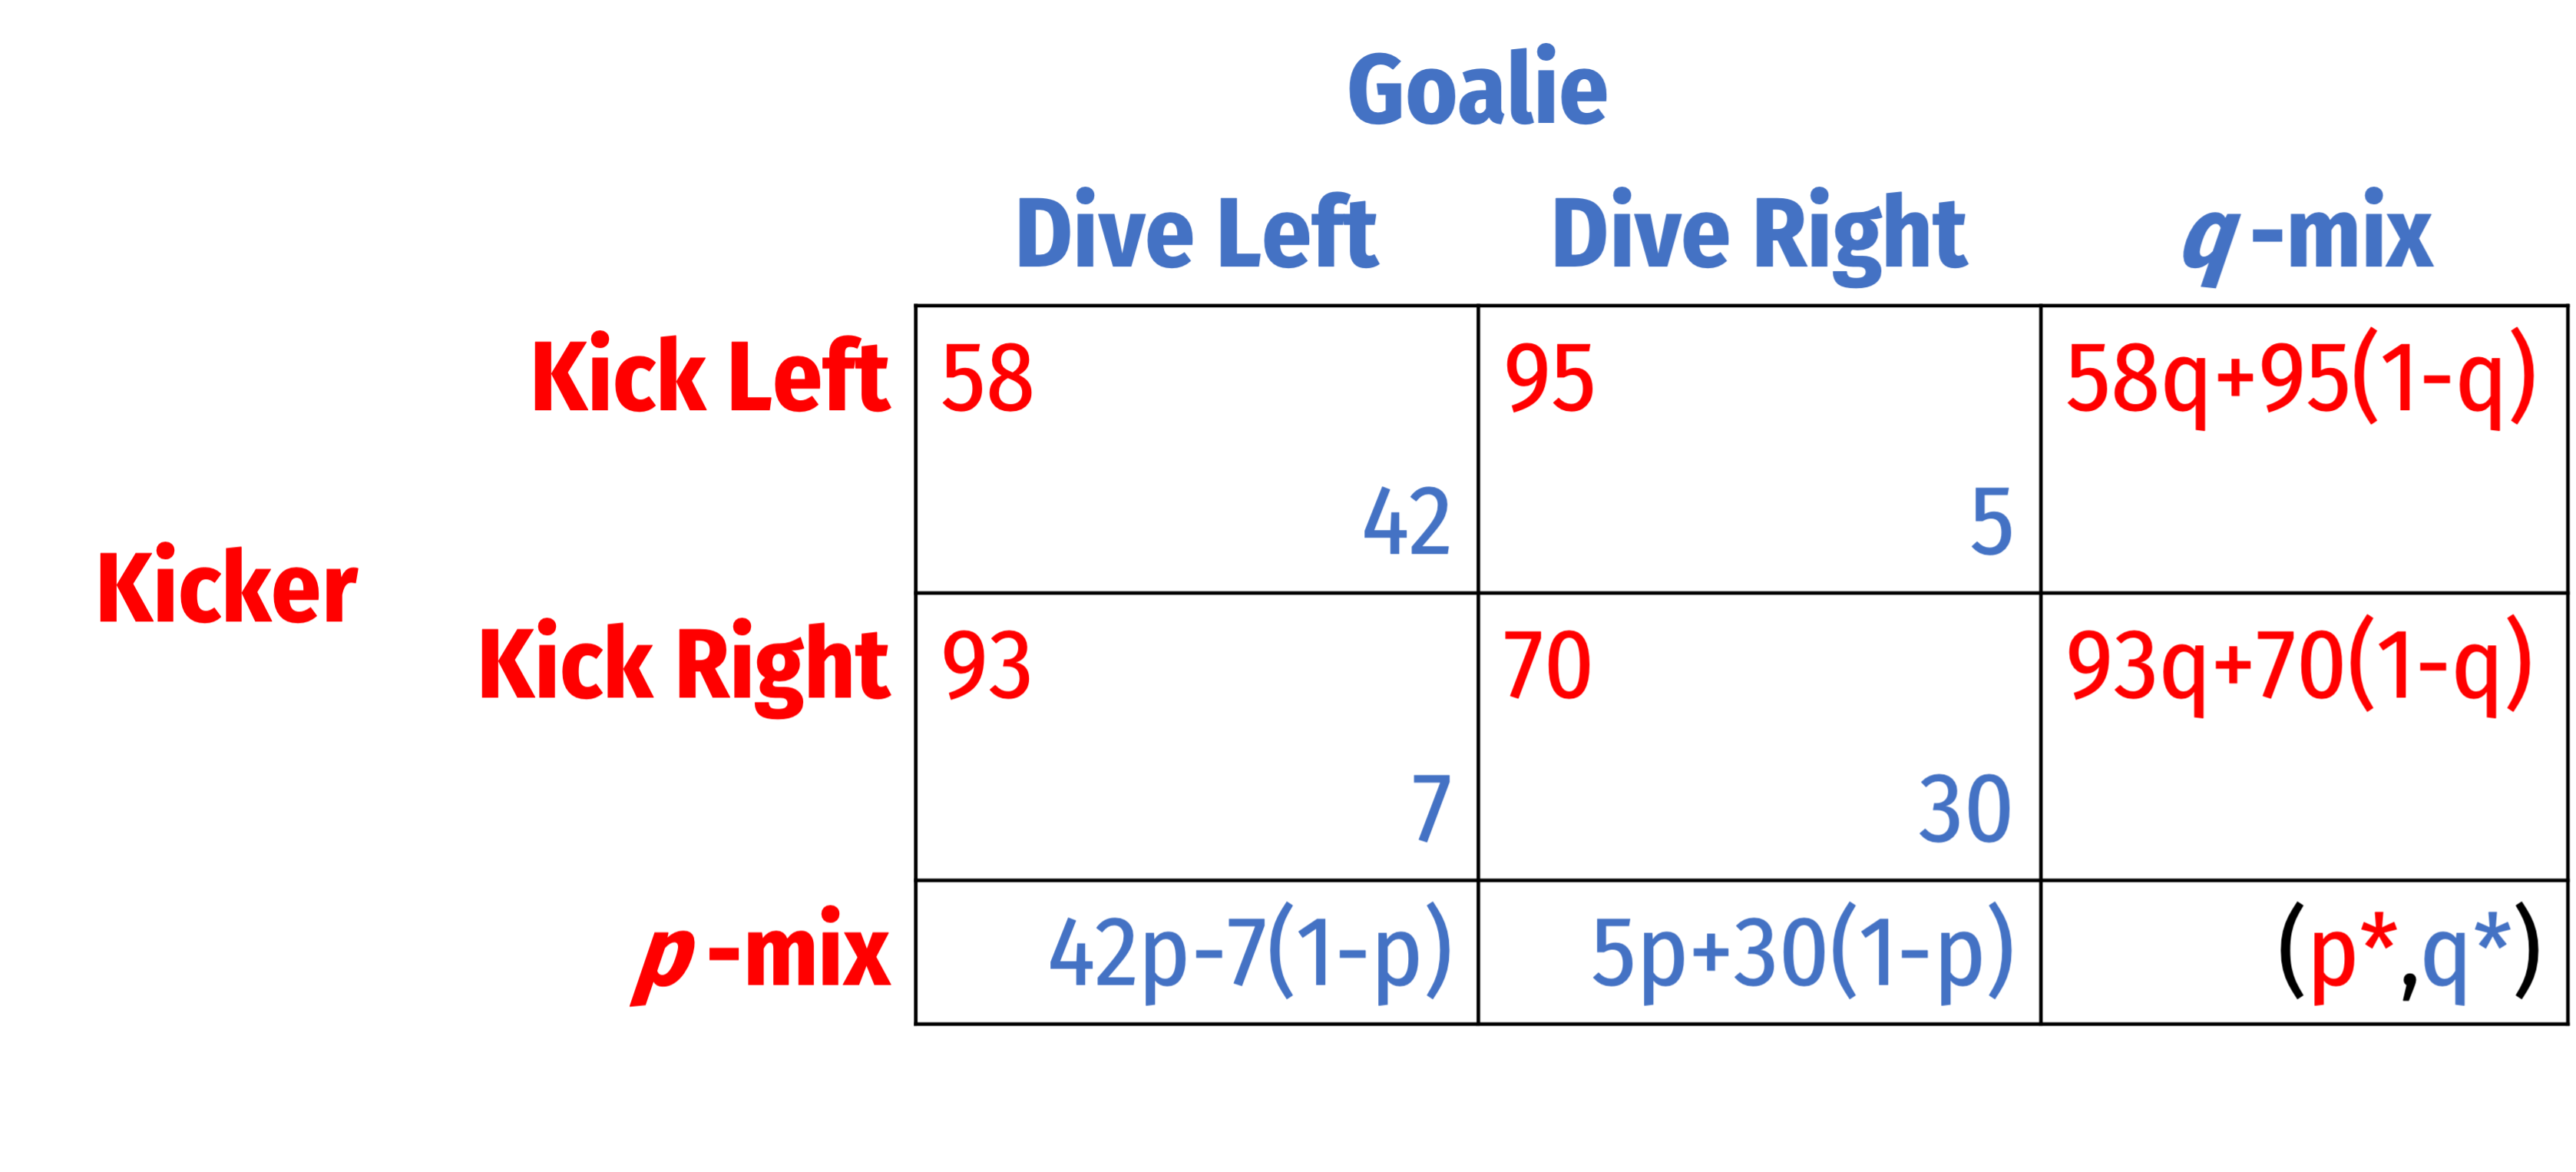 Goalie
Dive Left Dive Right q-mix
Kick Left 58 95 58q+95(1-q)
42 5
Kicker
Kick Right 93 70 93q+70(1-q)
7 30
p-mix 42p-7(1-p) 5p+30(1-p) (p*,q*)